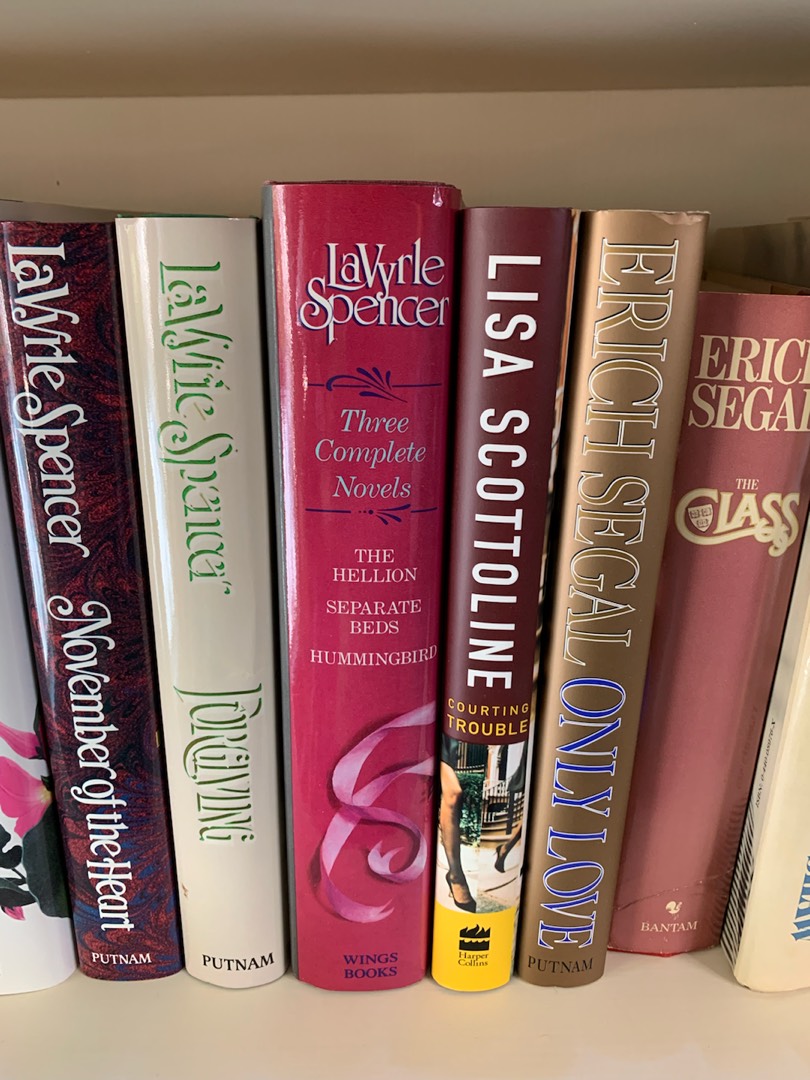 LaVyrle Spencer November of the Heart
PUTNAM
LaVyrle Spencer FORGIVING
PUTNAM
LaVyrle
Spencer
Three
Complete
Novels
THE
HELLION
SEPARATE
BEDS
HUMMINGBIRD
WINGS
BOOKS
LISA SCOTTOLINE
COURTING
TROUBLE
Harper
Collins
ERICH SEGAL ONLY LOVE
PUTNAM
ERICH
SEGAL
THE
CLASS
BANTAM